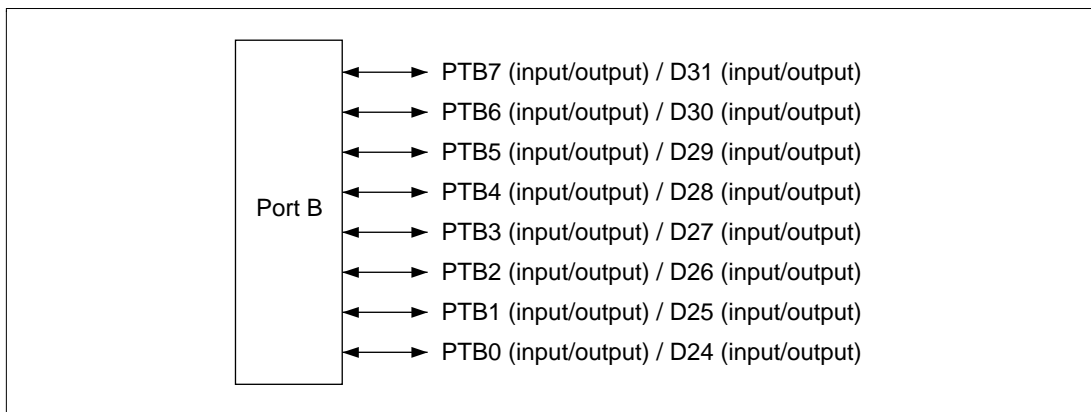 PTB7 (input/output) / D31 (input/output)
PTB6 (input/output) / D30 (input/output)
PTB5 (input/output) / D29 (input/output)
PTB4 (input/output) / D28 (input/output)
Port B
PTB3 (input/output) / D27 (input/output)
PTB2 (input/output) / D26 (input/output)
PTB1 (input/output) / D25 (input/output)
PTB0 (input/output) / D24 (input/output)